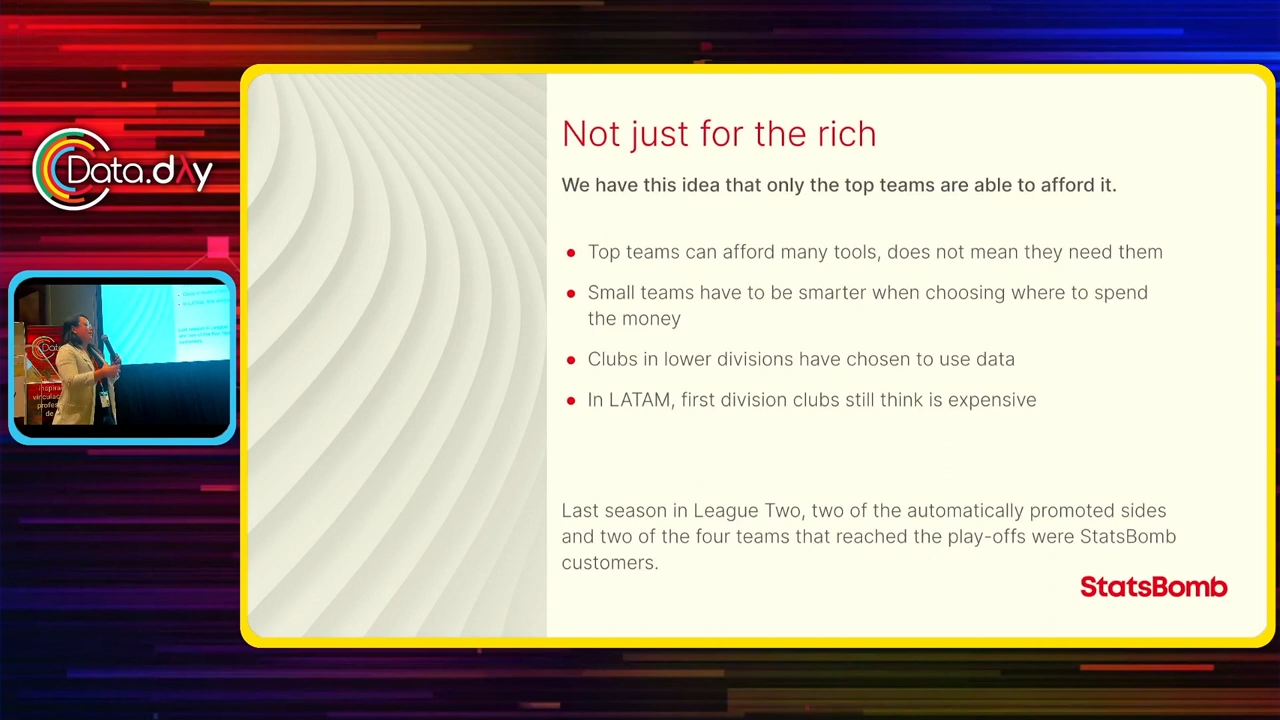 Data.dAy
Not just for the rich
We have this idea that only the top teams are able to afford it.
Top teams can afford many tools, does not mean they need them
Small teams have to be smarter when choosing where to spend
the money
Clubs in lower divisions have chosen to use data
In LATAM, first division clubs still think is expensive
Last season in League Two, two of the automatically promoted sides
and two of the four teams that reached the play-offs were StatsBomb
customers.
StatsBomb